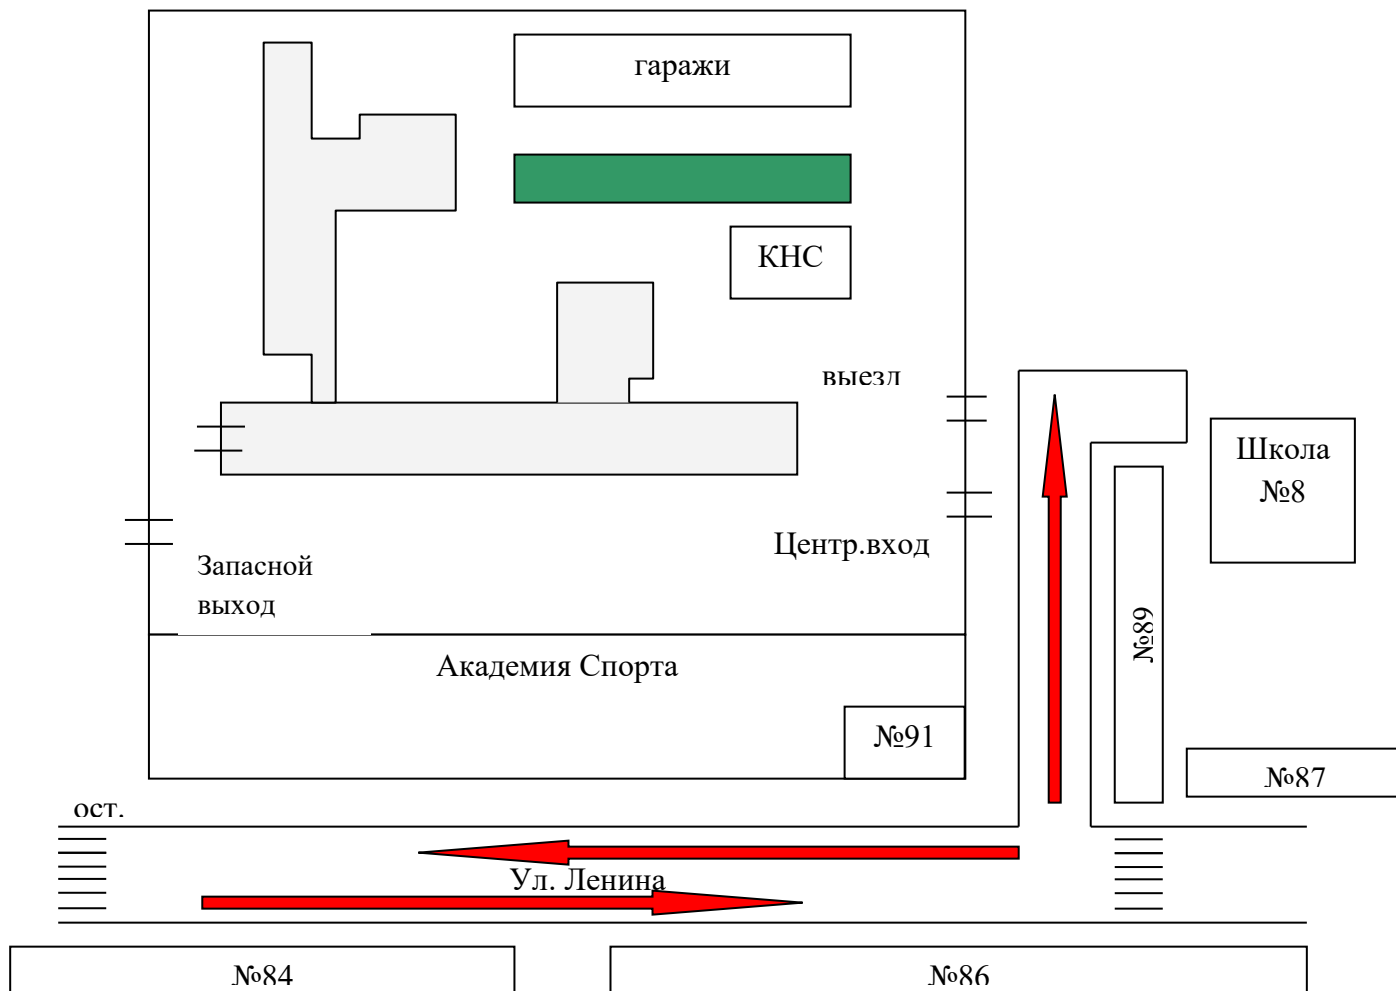 гаражи
КНС
выезд
Школа
№8
Центр.вход
Запасной
выход
№89
Академия Спорта
№91
№87
ост.
Ул. Ленина
№84
№86